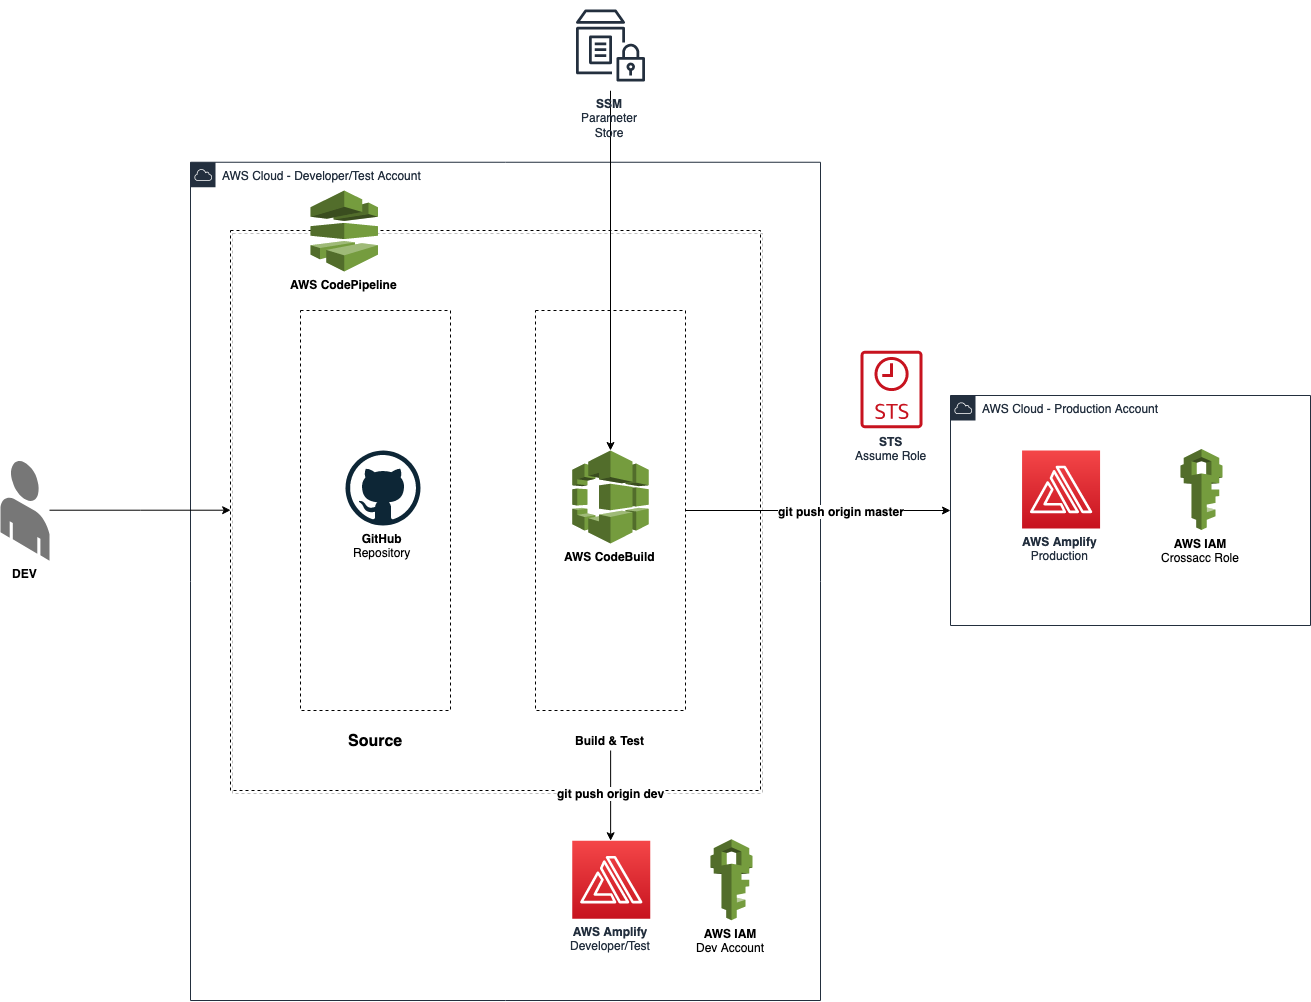 SSM
Parameter
Store
AWS Cloud - Developer/Test Account
AWS CodePipeline
STS
STS
Assume Role
AWS Cloud - Production Account
GitHub
Repository
AWS CodeBuild
git push origin master
AWS Amplify
Production
AWS IAM
Crossacc Role
DEV
Source
Build & Test
git push origin dev
AWS Amplify
Developer/Test
AWS IAM
Dev Account